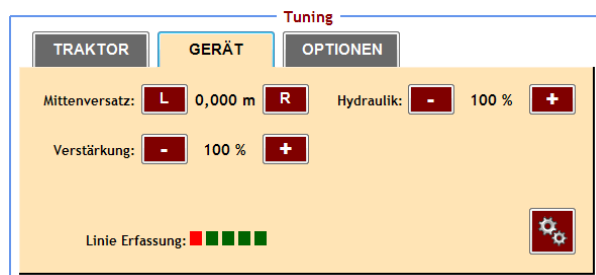 Tuning
TRAKTOR GERÄT OPTIONEN
Mittenversatz: L 0,000 m R Hydraulik: - 100 % +
Verstärkung: - 100 % +
Linie Erfassung: